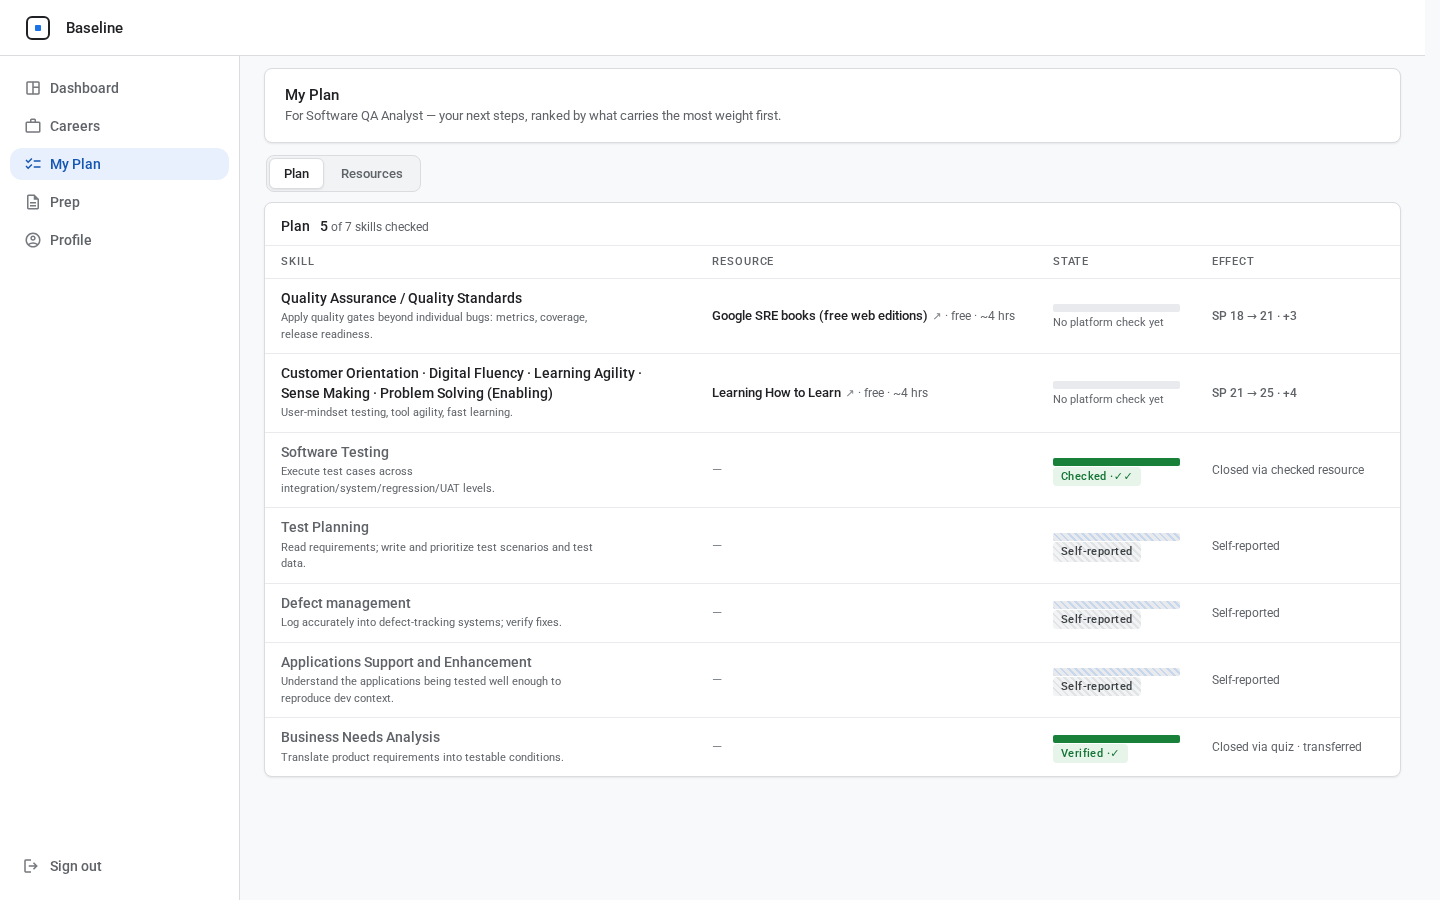 Baseline
Dashboard
Careers
My Plan
Prep
Profile
Sign out
My Plan
For Software QA Analyst — your next steps, ranked by what carries the most weight first.
Plan Resources
Plan 5 of 7 skills checked
SKILL RESOURCE STATE EFFECT
Quality Assurance / Quality Standards
Apply quality gates beyond individual bugs: metrics, coverage,
release readiness.
Google SRE books (free web editions) ↗ · free · ~4 hrs
No platform check yet
SP 18 → 21 · +3
Customer Orientation · Digital Fluency · Learning Agility ·
Sense Making · Problem Solving (Enabling)
User-mindset testing, tool agility, fast learning.
Learning How to Learn ↗ · free · ~4 hrs
No platform check yet
SP 21 → 25 · +4
Software Testing
Execute test cases across
integration/system/regression/UAT levels.
—
Checked ·✓✓
Closed via checked resource
Test Planning
Read requirements; write and prioritize test scenarios and test
data.
—
Self-reported
Self-reported
Defect management
Log accurately into defect-tracking systems; verify fixes.
—
Self-reported
Self-reported
Applications Support and Enhancement
Understand the applications being tested well enough to
reproduce dev context.
—
Self-reported
Self-reported
Business Needs Analysis
Translate product requirements into testable conditions.
—
Verified ·✓
Closed via quiz · transferred